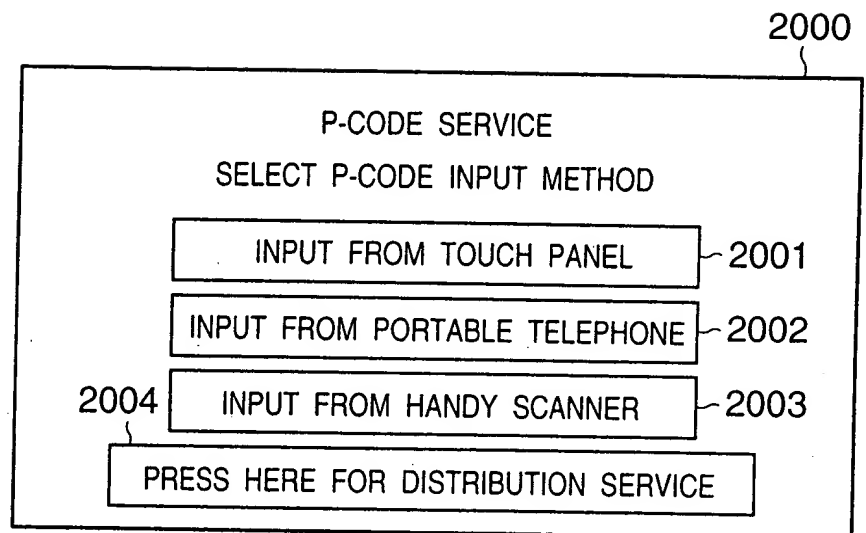 2000
P-CODE SERVICE
SELECT P-CODE INPUT METHOD
INPUT FROM TOUCH PANEL 2001
INPUT FROM PORTABLE TELEPHONE 2002
2004 INPUT FROM HANDY SCANNER 2003
PRESS HERE FOR DISTRIBUTION SERVICE